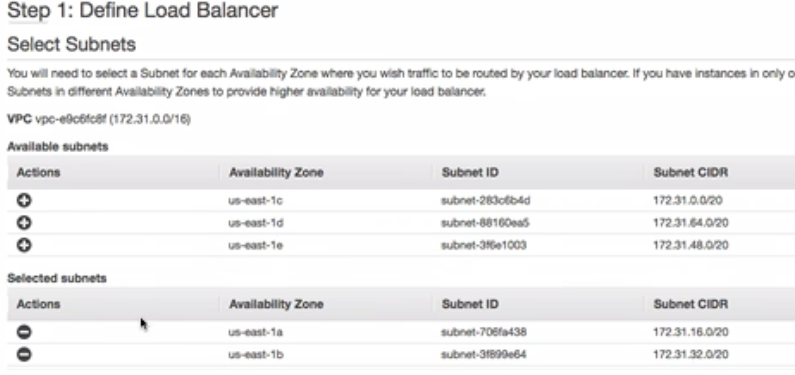 Step 1: Define Load Balancer
Select Subnets
You will need to select a Subnet for each Availability Zone where you wish traffic to be routed by your load balancer. If you have instances in only o
Subnets in different Availability Zones to provide higher availability for your load balancer.
VPC vpc-e9c6fc8f (172.31.0.0/16)
Available subnets
Actions Availability Zone Subnet ID Subnet CIDR
us-east-1c subnet-283c6b4d 172.31.0.0/20
us-east-1d subnet-88160ea5 172.31.64.0/20
us-east-1e subnet-3f6e1003 172.31.48.0/20
Selected subnets
Actions Availability Zone Subnet ID Subnet CIDR
us-east-1a subnet-706fa438 172.31.16.0/20
us-east-1b subnet-3f899e64 172.31.32.0/20